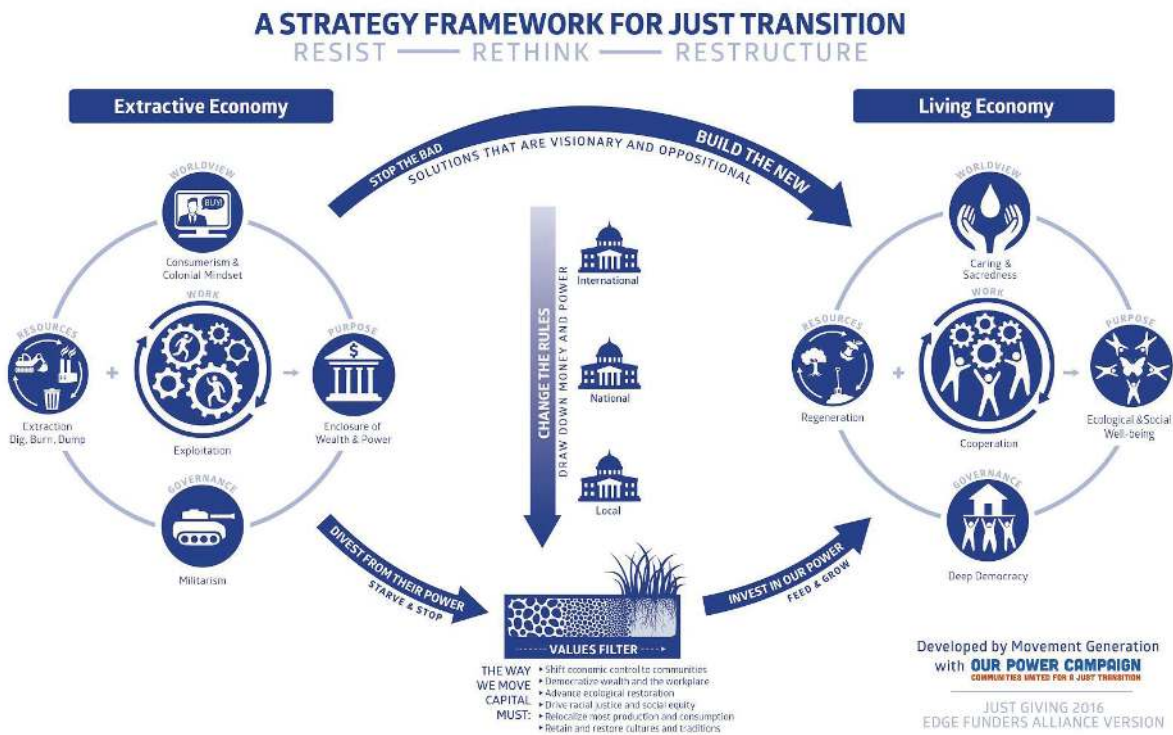 A STRATEGY FRAMEWORK FOR JUST TRANSITION
RESIST — RETHINK — RESTRUCTURE
Extractive Economy
WORLDVIEW
BUY!
Consumerism &
Colonial Mindset
RESOURCES
Extraction
Dig, Burn, Dump
+
WORK
Exploitation
PURPOSE
$
Enclosure of
Wealth & Power
GOVERNANCE
Militarism
STOP THE BAD
BUILD THE NEW
SOLUTIONS THAT ARE VISIONARY AND OPPOSITIONAL
CHANGE THE RULES
DRAW DOWN MONEY AND POWER
International
National
Local
DIVEST FROM THEIR POWER
STARVE & STOP
VALUES FILTER
THE WAY
WE MOVE
CAPITAL
MUST:
Shift economic control to communities
Democratize wealth and the workplace
Advance ecological restoration
Drive racial justice and social equity
Relocalize most production and consumption
Retain and restore cultures and traditions
INVEST IN OUR POWER
FEED & GROW
Living Economy
WORLDVIEW
Caring &
Sacredness
RESOURCES
Regeneration
+
WORK
Cooperation
PURPOSE
Ecological & Social
Well-being
GOVERNANCE
Deep Democracy
Developed by Movement Generation
with OUR POWER CAMPAIGN
COMMUNITIES UNITED FOR A JUST TRANSITION
JUST GIVING 2016
EDGE FUNDERS ALLIANCE VERSION